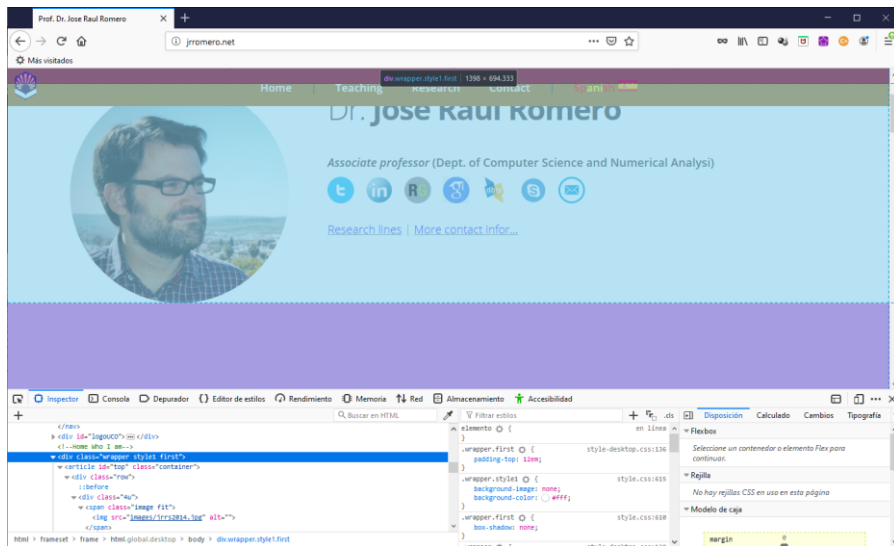 Prof. Dr. Jose Raul Romero
jrromero.net
Más visitados
div.wrapper.style1.first | 1398 × 694.333
Home | Teaching Research Contact | Spanish
Dr. Jose Raul Romero
Associate professor (Dept. of Computer Science and Numerical Analysi)
Research lines | More contact infor...
Inspector Consola Depurador {} Editor de estilos Rendimiento Memoria Red Almacenamiento Accesibilidad
+ Buscar en HTML Filtrar estilos + .cls Disposición Calculado Cambios Tipografía
</nav>
<div id="logoUCO"> </div>
<!--Home Who I am-->
<div class="wrapper style1 first">
<article id="top" class="container">
<div class="row">
::before
<div class="4u">
<span class="image fit">
<img src="images/jrrs2014.jpg" alt="">
</span>
html > frameset > frame > html.global.desktop > body > div.wrapper.style1.first
elemento { en línea
}
.wrapper.first { style-desktop.css:136
padding-top: 12em;
}
.wrapper.style1 { style.css:615
background-image: none;
background-color: #fff;
}
.wrapper.first { style.css:610
box-shadow: none;
}
Flexbox
Seleccione un contenedor o elemento Flex para
continuar.
Rejilla
No hay rejillas CSS en uso en esta página
Modelo de caja
margin 0